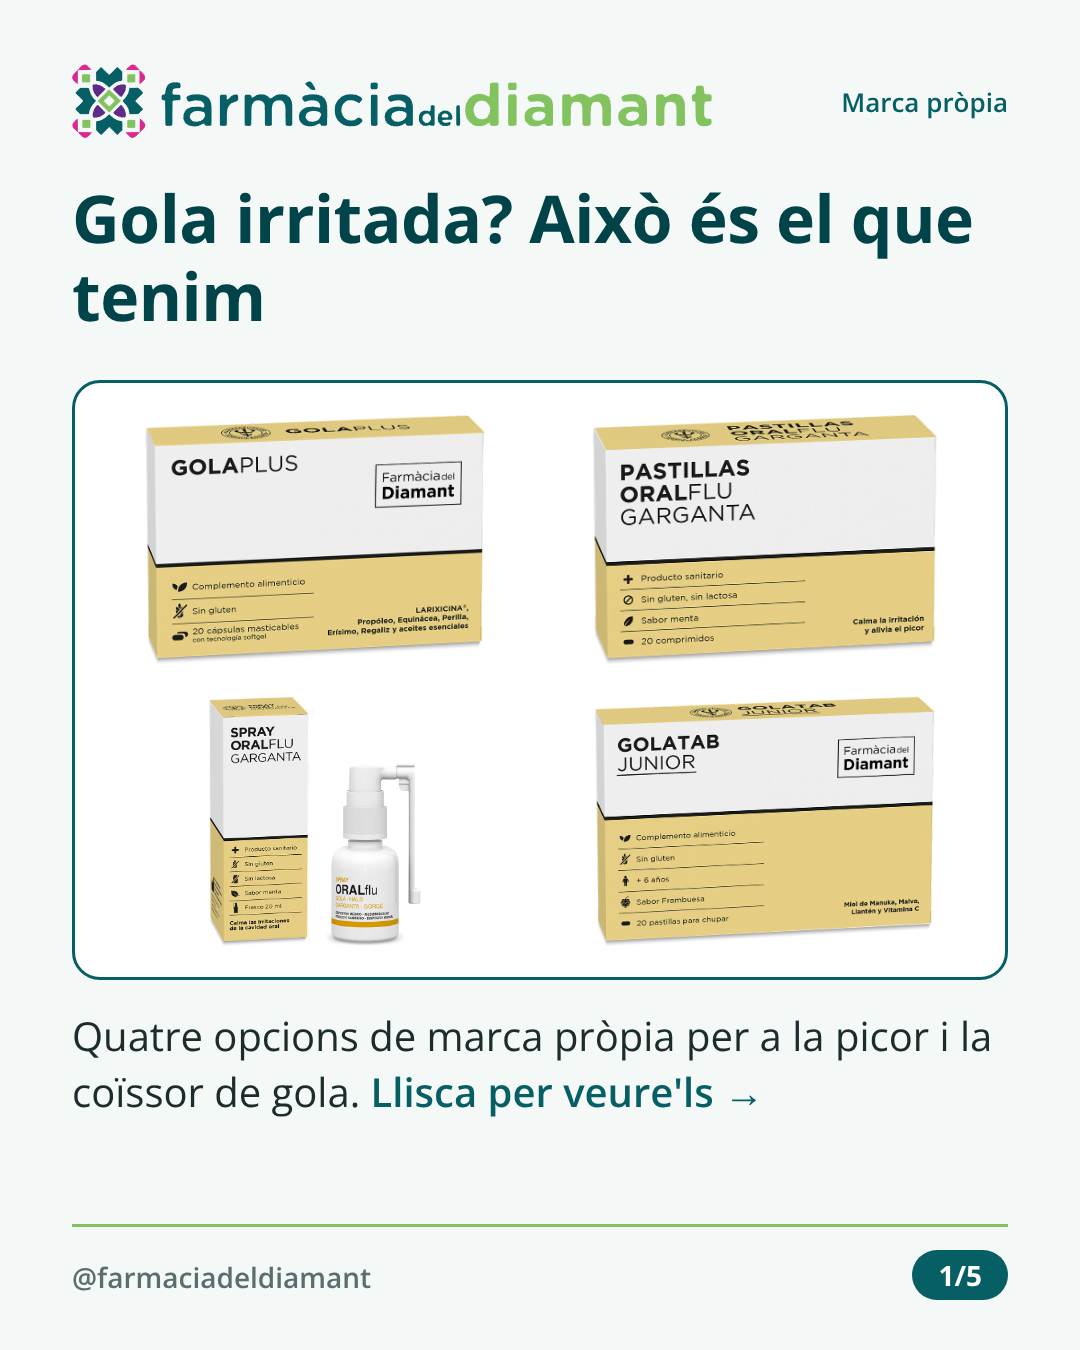 farmàciadeldiamant
Marca pròpia
Gola irritada? Això és el que
tenim
GOLAPLUS
GOLAPLUS
Farmàciadel
Diamant
Complemento alimenticio
Sin gluten
20 cápsulas masticables
con tecnología softgel
LARIXICINA®,
Propóleo, Equinácea, Perilla,
Erísimo, Regaliz y aceites esenciales
PASTILLAS
ORALFLU
GARGANTA
PASTILLAS
ORALFLU
GARGANTA
Producto sanitario
Sin gluten, sin lactosa
Sabor menta
20 comprimidos
Calma la irritación
y alivia el picor
SPRAY
ORALFLU
GARGANTA
Producto sanitario
Sin gluten
Sin lactosa
Sabor menta
Frasco 20 ml
Calma las irritaciones
de la cavidad oral
SPRAY
ORALflu
GOLA · HALS
GARGANTA · GORGE
GOLATAB
JUNIOR
GOLATAB
JUNIOR
Farmàciadel
Diamant
Complemento alimenticio
Sin gluten
+ 6 años
Sabor Frambuesa
20 pastillas para chupar
Miel de Manuka, Malva,
Llantén y Vitamina C
Quatre opcions de marca pròpia per a la picor i la
coïssor de gola. Llisca per veure'ls →
@farmaciadeldiamant
1/5